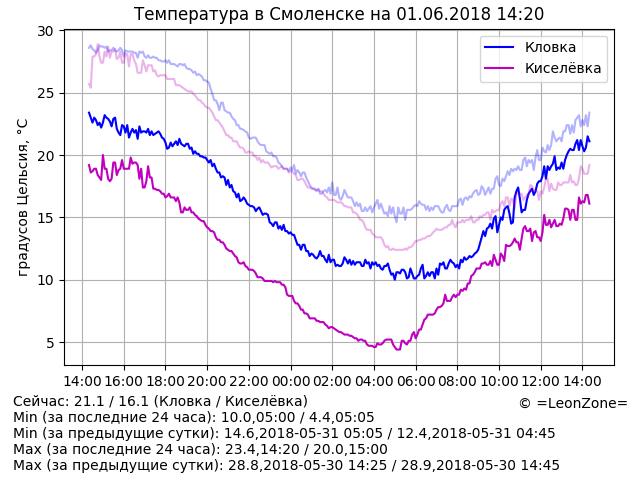 Температура в Смоленске на 01.06.2018 14:20
30
25
20
15
10
5
градусов Цельсия, °C
Кловка
Киселёвка
14:00 16:00 18:00 20:00 22:00 00:00 02:00 04:00 06:00 08:00 10:00 12:00 14:00
Сейчас: 21.1 / 16.1 (Кловка / Киселёвка)
© =LeonZone=
Min (за последние 24 часа): 10.0,05:00 / 4.4,05:05
Min (за предыдущие сутки): 14.6,2018-05-31 05:05 / 12.4,2018-05-31 04:45
Max (за последние 24 часа): 23.4,14:20 / 20.0,15:00
Max (за предыдущие сутки): 28.8,2018-05-30 14:25 / 28.9,2018-05-30 14:45